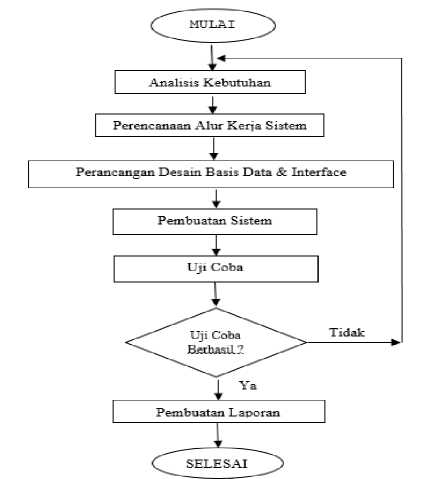 MULAI
Analisis Kebutuhan
Perencanaan Alur Kerja Sistem
Perancangan Desain Basis Data & Interface
Pembuatan Sistem
Uji Coba
Uji Coba
Berhasil ?
Tidak
Ya
Pembuatan Laporan
SELESAI